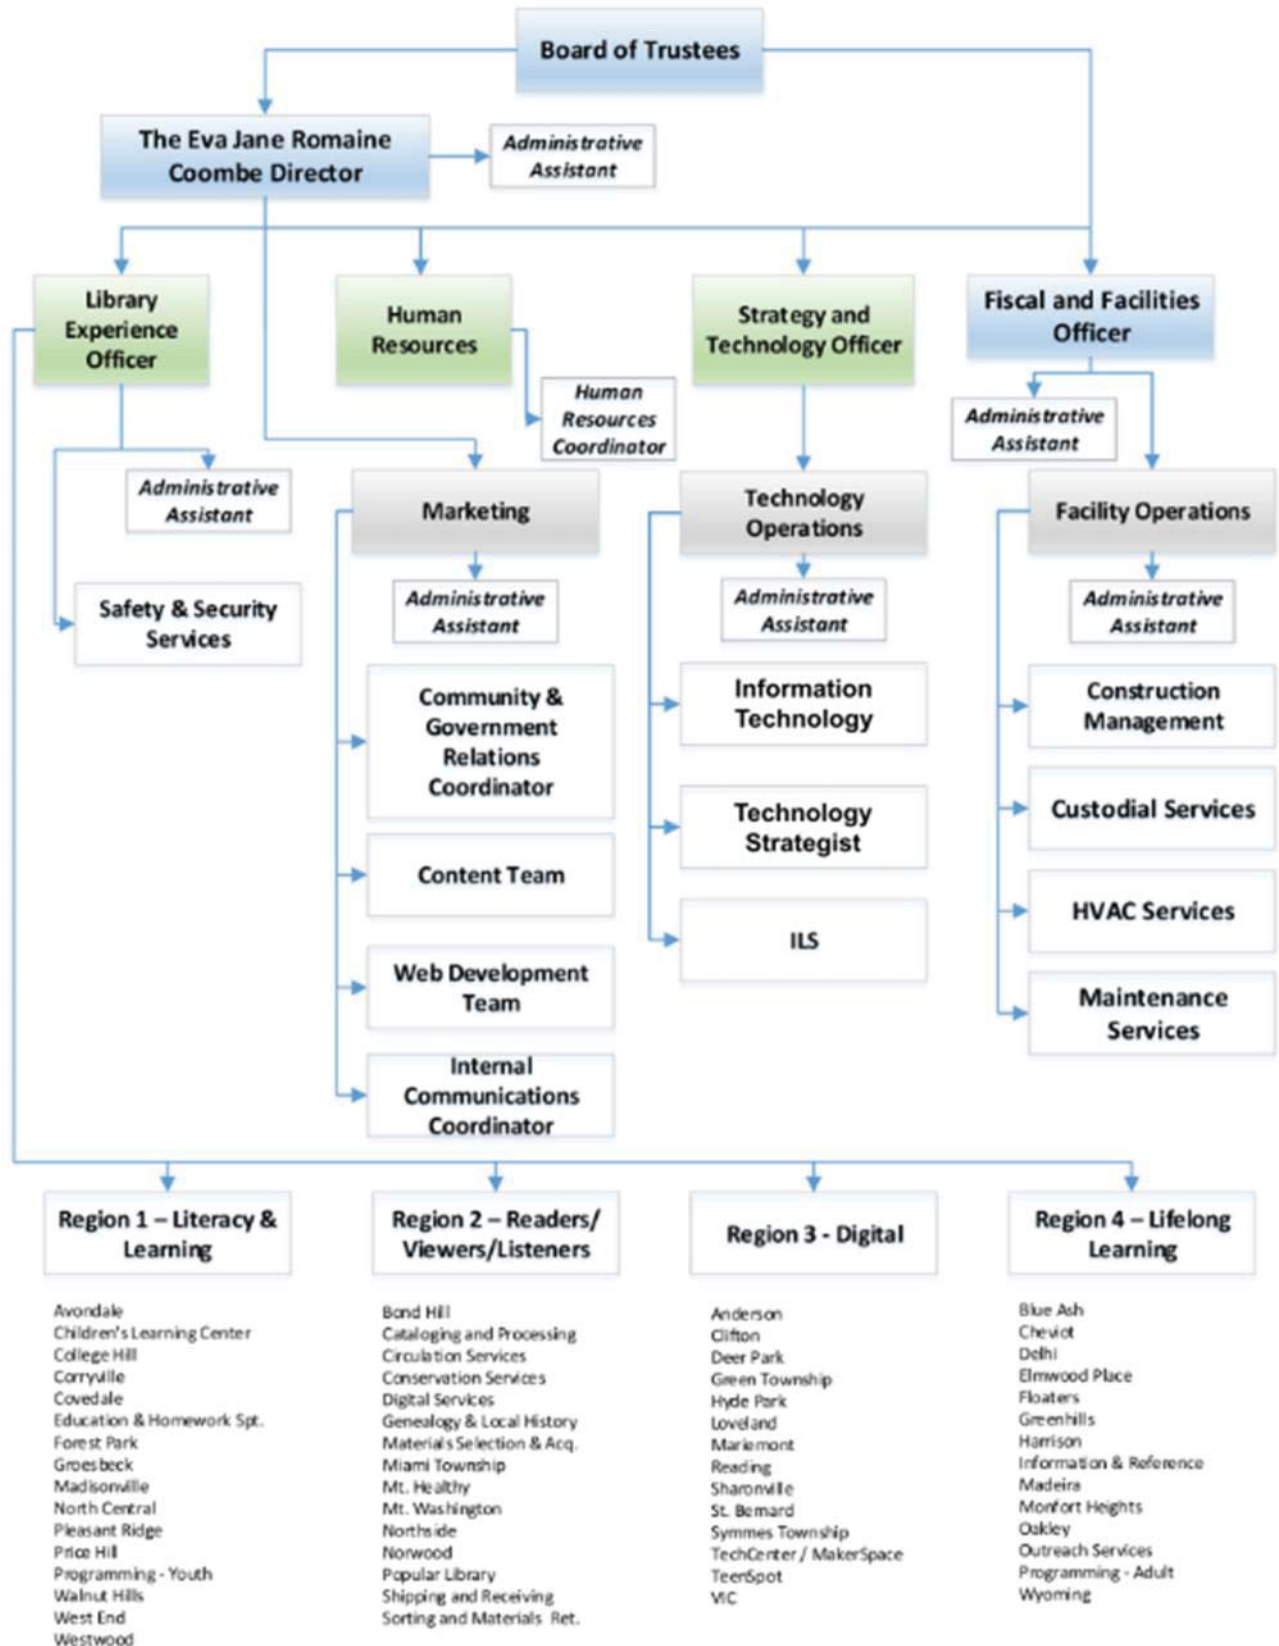 Board of Trustees
The Eva Jane Romaine
Coombe Director
Administrative
Assistant
Library
Experience
Officer
Human
Resources
Strategy and
Technology Officer
Fiscal and Facilities
Officer
Human
Resources
Coordinator
Administrative
Assistant
Administrative
Assistant
Marketing
Technology
Operations
Facility Operations
Safety & Security
Services
Administrative
Assistant
Administrative
Assistant
Administrative
Assistant
Community &
Government
Relations
Coordinator
Content Team
Web Development
Team
Internal
Communications
Coordinator
Information
Technology
Technology
Strategist
ILS
Construction
Management
Custodial Services
HVAC Services
Maintenance
Services
Region 1 – Literacy &
Learning
Avondale
Children's Learning Center
College Hill
Corryville
Covedale
Education & Homework Spt.
Forest Park
Groesbeck
Madisonville
North Central
Pleasant Ridge
Price Hill
Programming - Youth
Walnut Hills
West End
Westwood
Region 2 – Readers/
Viewers/Listeners
Bond Hill
Cataloging and Processing
Circulation Services
Conservation Services
Digital Services
Genealogy & Local History
Materials Selection & Acq.
Miami Township
Mt. Healthy
Mt. Washington
Northside
Norwood
Popular Library
Shipping and Receiving
Sorting and Materials Ret.
Region 3 - Digital
Anderson
Clifton
Deer Park
Green Township
Hyde Park
Loveland
Mariemont
Reading
Sharonville
St. Bernard
Symmes Township
TechCenter / MakerSpace
TeenSpot
VIC
Region 4 – Lifelong
Learning
Blue Ash
Cheviot
Delhi
Elmwood Place
Floaters
Greenhills
Harrison
Information & Reference
Madeira
Monfort Heights
Oakley
Outreach Services
Programming - Adult
Wyoming